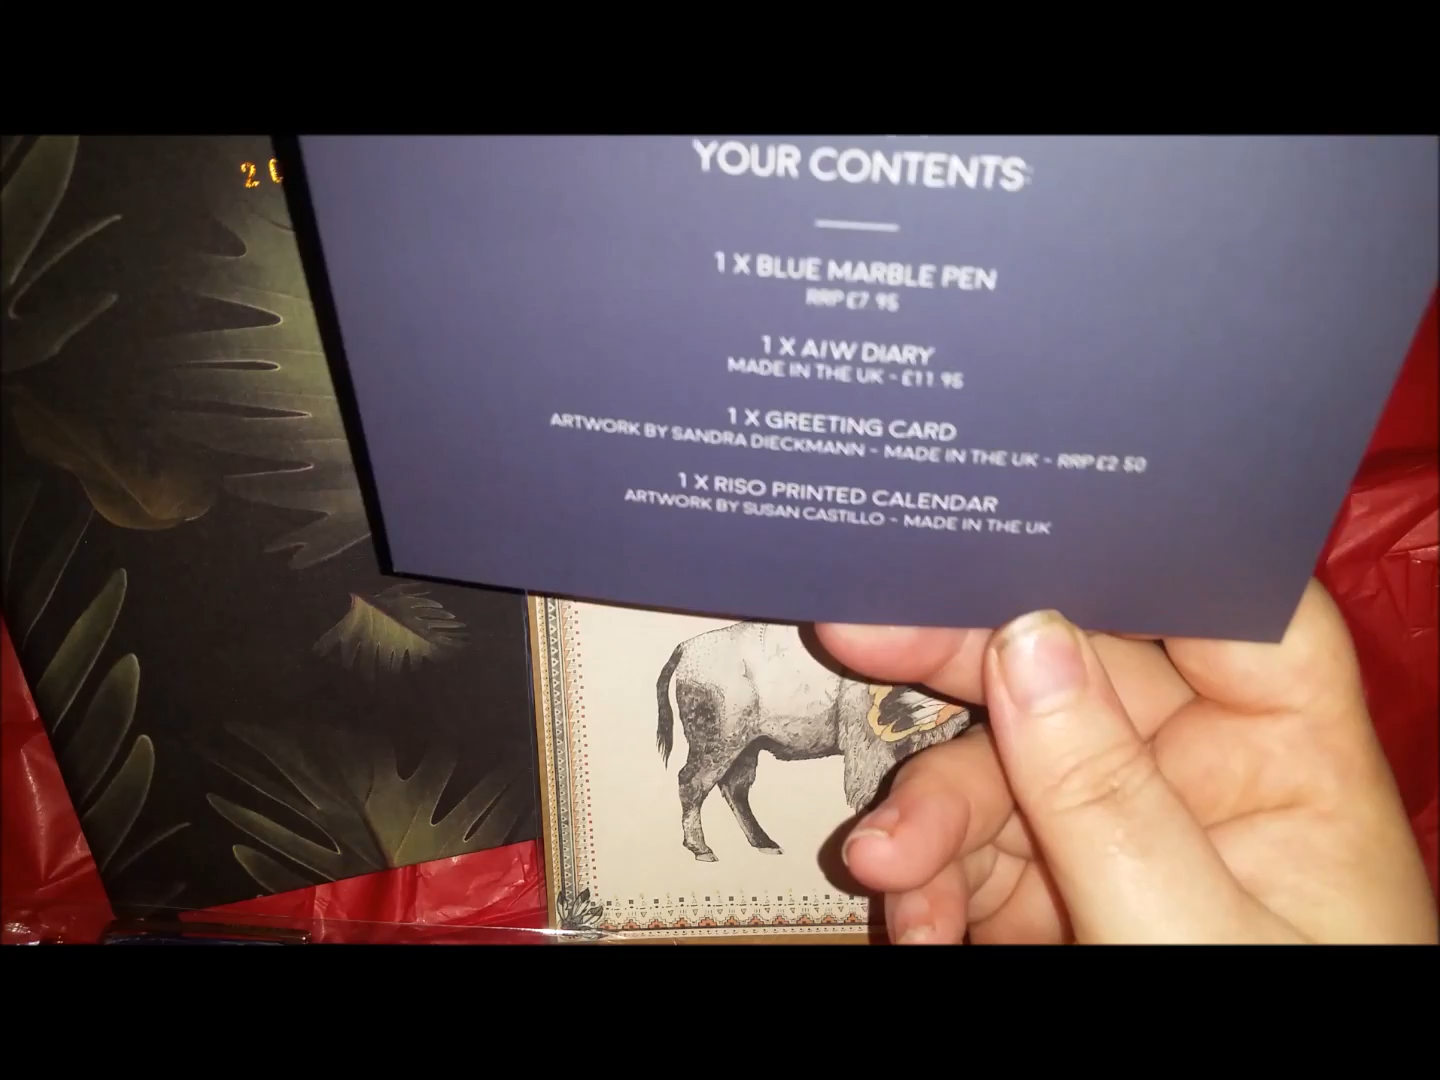 YOUR CONTENTS:
1 X BLUE MARBLE PEN
RRP £7.95
1 X A/W DIARY
MADE IN THE UK - £11.95
1 X GREETING CARD
ARTWORK BY SANDRA DIECKMANN - MADE IN THE UK - RRP £2.50
1 X RISO PRINTED CALENDAR
ARTWORK BY SUSAN CASTILLO - MADE IN THE UK